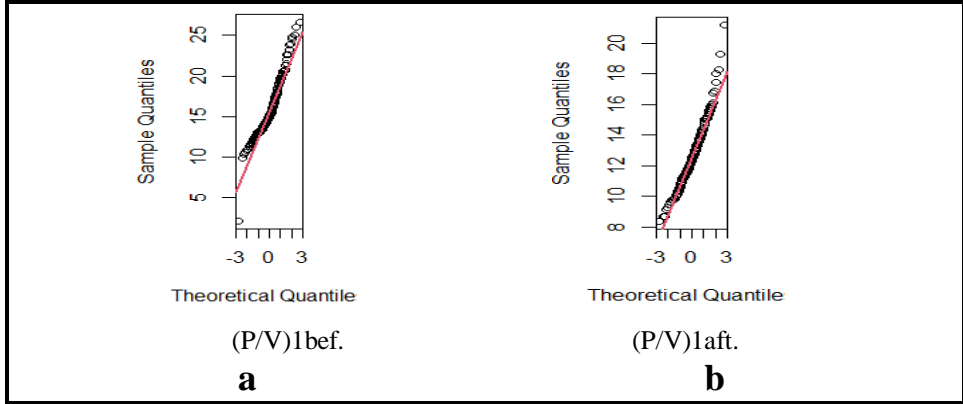 Sample Quantiles
25
20
15
10
5
-3 0 3
Theoretical Quantile
(P/V)1bef.
a
Sample Quantiles
20
18
16
14
12
10
8
-3 0 3
Theoretical Quantile
(P/V)1aft.
b